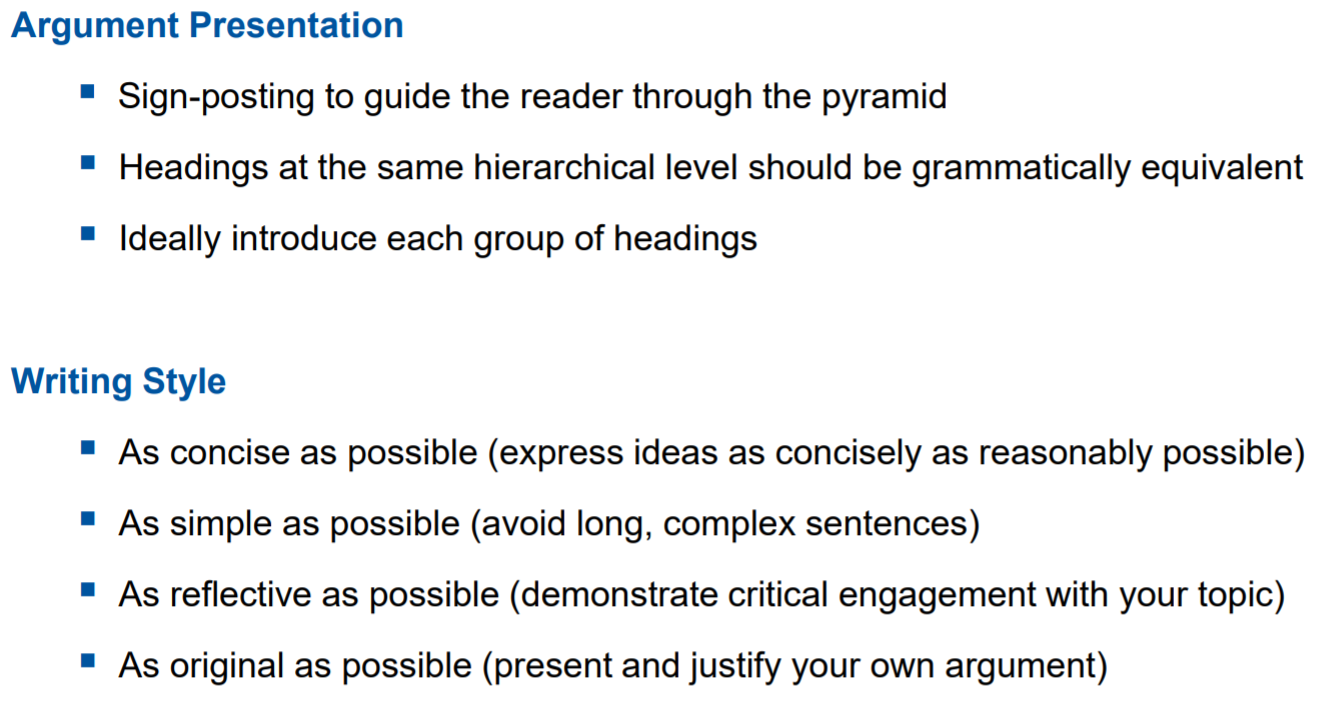 Argument Presentation
▪ Sign-posting to guide the reader through the pyramid
▪ Headings at the same hierarchical level should be grammatically equivalent
▪ Ideally introduce each group of headings
Writing Style
▪ As concise as possible (express ideas as concisely as reasonably possible)
▪ As simple as possible (avoid long, complex sentences)
▪ As reflective as possible (demonstrate critical engagement with your topic)
▪ As original as possible (present and justify your own argument)